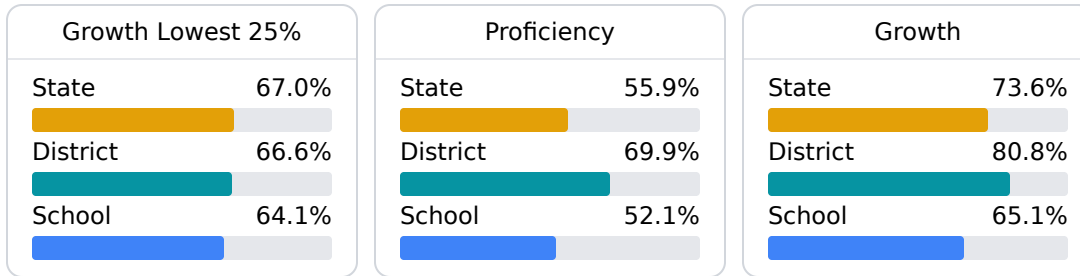 Growth Lowest 25%
State 67.0%
District 66.6%
School 64.1%
Proficiency
State 55.9%
District 69.9%
School 52.1%
Growth
State 73.6%
District 80.8%
School 65.1%